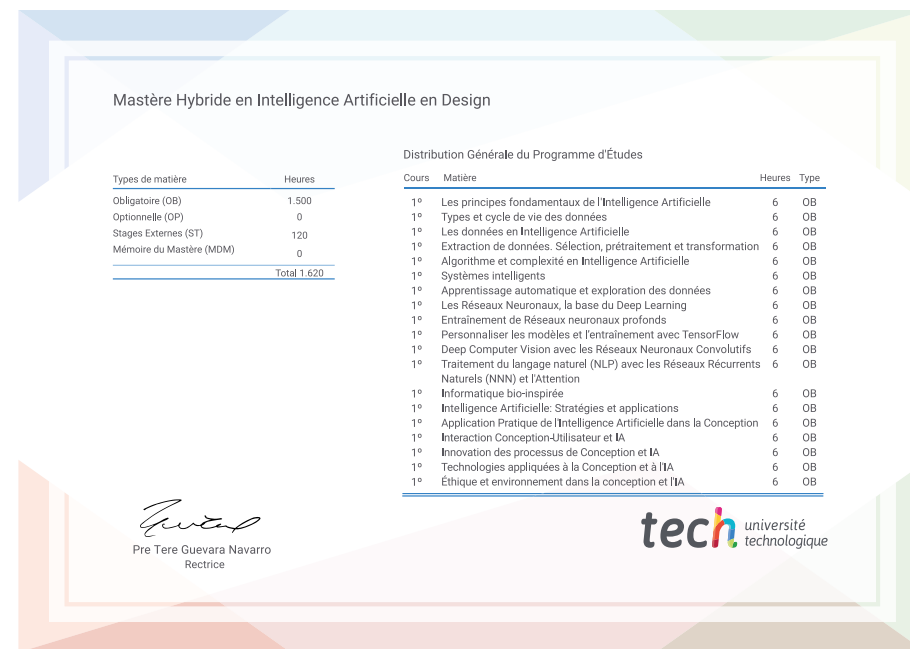 Mastère Hybride en Intelligence Artificielle en Design
Types de matière Heures
Obligatoire (OB) 1.500
Optionnelle (OP) 0
Stages Externes (ST) 120
Mémoire du Mastère (MDM) 0
Total 1.620
Distribution Générale du Programme d'Études
Cours Matière Heures Type
1º Les principes fondamentaux de l'Intelligence Artificielle 6 OB
1º Types et cycle de vie des données 6 OB
1º Les données en Intelligence Artificielle 6 OB
1º Extraction de données. Sélection, prétraitement et transformation 6 OB
1º Algorithme et complexité en Intelligence Artificielle 6 OB
1º Systèmes intelligents 6 OB
1º Apprentissage automatique et exploration des données 6 OB
1º Les Réseaux Neuronaux, la base du Deep Learning 6 OB
1º Entraînement de Réseaux neuronaux profonds 6 OB
1º Personnaliser les modèles et l'entraînement avec TensorFlow 6 OB
1º Deep Computer Vision avec les Réseaux Neuronaux Convolutifs 6 OB
1º Traitement du langage naturel (NLP) avec les Réseaux Récurrents 6 OB
Naturels (NNN) et l'Attention
1º Informatique bio-inspirée 6 OB
1º Intelligence Artificielle: Stratégies et applications 6 OB
1º Application Pratique de l'Intelligence Artificielle dans la Conception 6 OB
1º Interaction Conception-Utilisateur et IA 6 OB
1º Innovation des processus de Conception et IA 6 OB
1º Technologies appliquées à la Conception et à l'IA 6 OB
1º Éthique et environnement dans la conception et l'IA 6 OB
Pre Tere Guevara Navarro
Rectrice
tech université
technologique